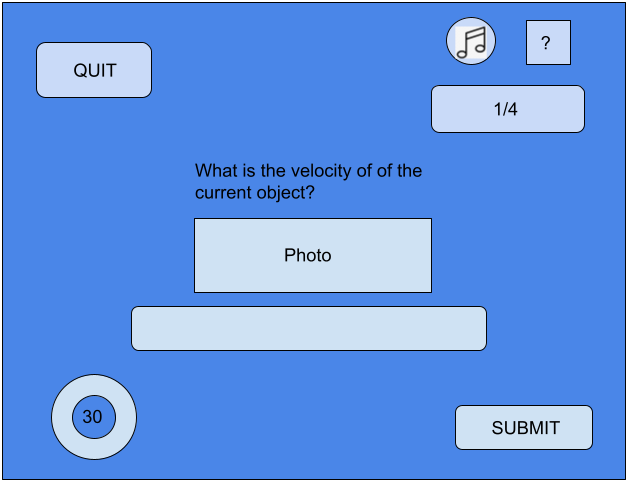 QUIT
?
1/4
What is the velocity of of the
current object?
Photo
30
SUBMIT